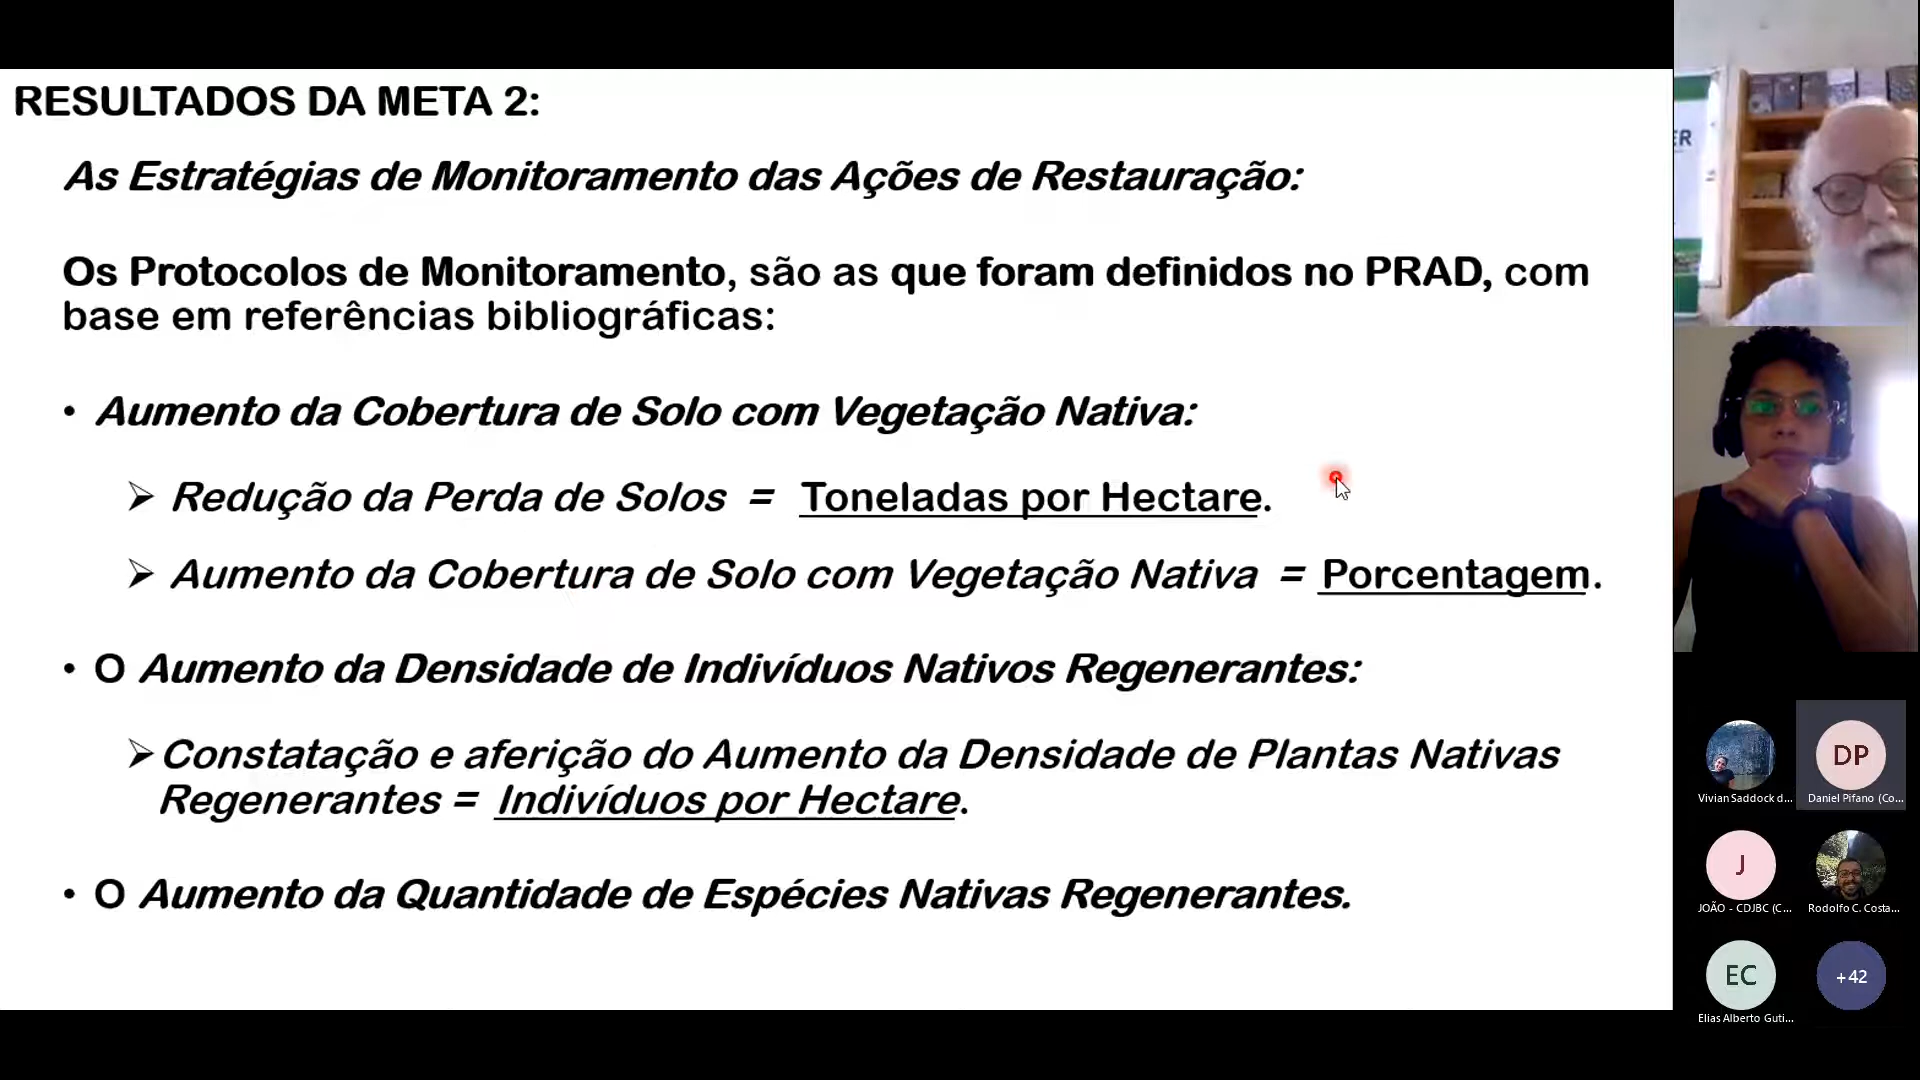 RESULTADOS DA META 2:
As Estratégias de Monitoramento das Ações de Restauração:
Os Protocolos de Monitoramento, são as que foram definidos no PRAD, com
base em referências bibliográficas:
• Aumento da Cobertura de Solo com Vegetação Nativa:
➢ Redução da Perda de Solos = Toneladas por Hectare.
➢ Aumento da Cobertura de Solo com Vegetação Nativa = Porcentagem.
• O Aumento da Densidade de Indivíduos Nativos Regenerantes:
➢ Constatação e aferição do Aumento da Densidade de Plantas Nativas
Regenerantes = Indivíduos por Hectare.
• O Aumento da Quantidade de Espécies Nativas Regenerantes.
ER
Vivian Saddock d...
DP
Daniel Pifano (Co...
J
JOÃO - CDJBC (C...
Rodolfo C. Costa...
EC
Elias Alberto Guti...
+42